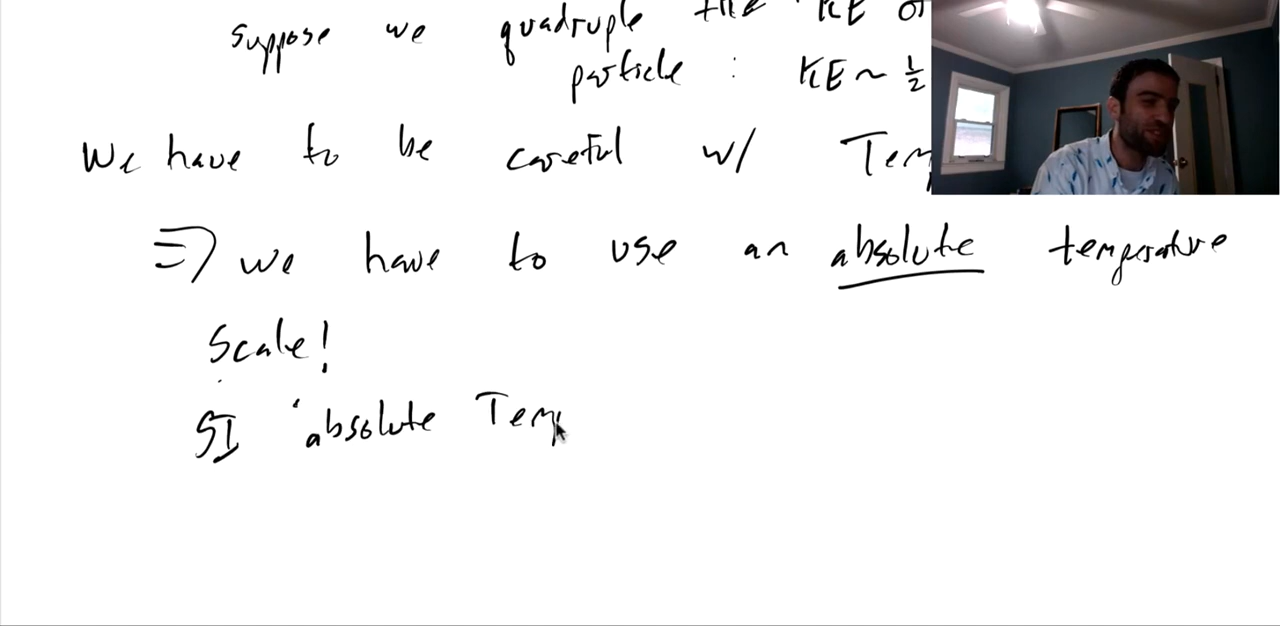 suppose we quadruple the KE of
particle : KE ~ 1/2
We have to be careful w/ Tem
⇒ we have to use an absolute temperature
Scale!
SI 'absolute Temp